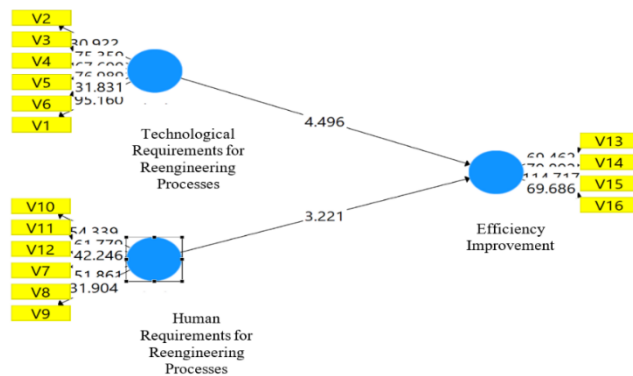 V2
V3
V4
V5
V6
V1
30.922
31.831
95.160
Technological
Requirements for
Reengineering
Processes
4.496
V13
V14
V15
V16
114.717
69.686
Efficiency
Improvement
3.221
V10
V11
V12
V7
V8
V9
54.339
61.779
42.246
51.861
31.904
Human
Requirements for
Reengineering
Processes